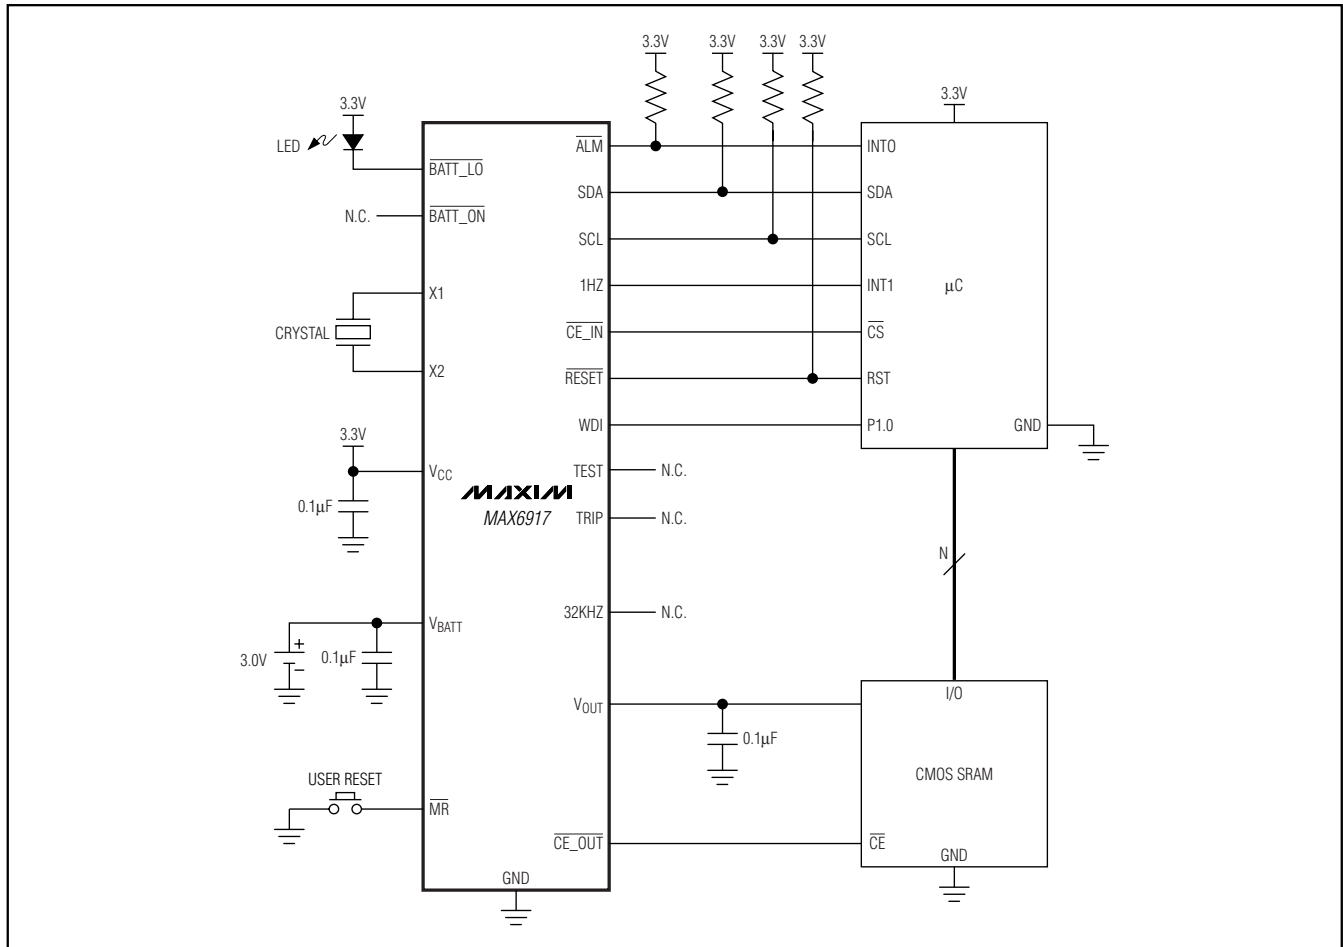 3.3V 3.3V 3.3V 3.3V
3.3V
3.3V
LED
BATT_LO
N.C.
BATT_ON
X1
CRYSTAL
X2
3.3V
VCC
0.1µF
VBATT
3.0V
+
−
0.1µF
USER RESET
MR
GND
MAXIM
MAX6917
ALM
SDA
SCL
1HZ
CE_IN
RESET
WDI
TEST
N.C.
TRIP
N.C.
32KHZ
N.C.
VOUT
0.1µF
CE_OUT
INT0
SDA
SCL
INT1
µC
CS
RST
P1.0
GND
N
I/O
CMOS SRAM
CE
GND